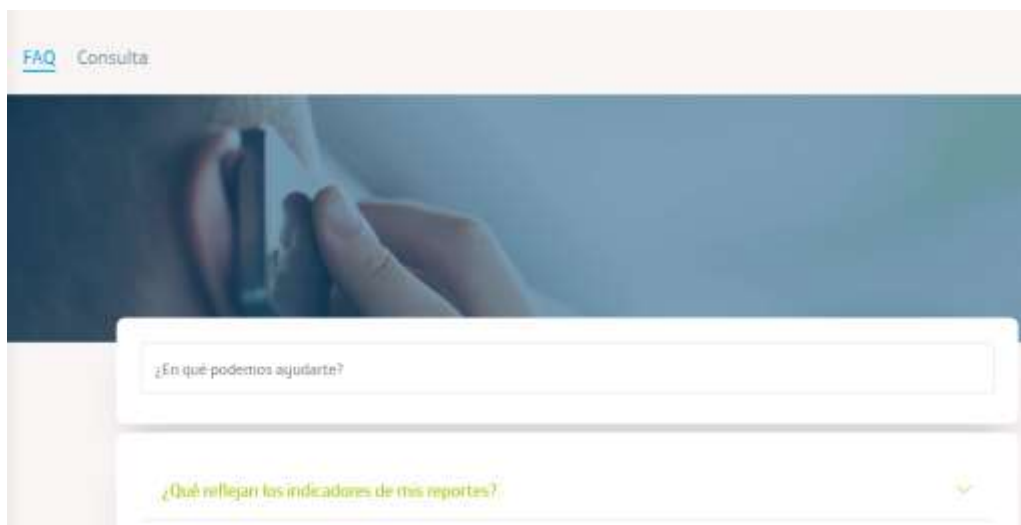 FAQ Consulta
¿En qué podemos ayudarte?
¿Qué reflejan los indicadores de mis reportes?